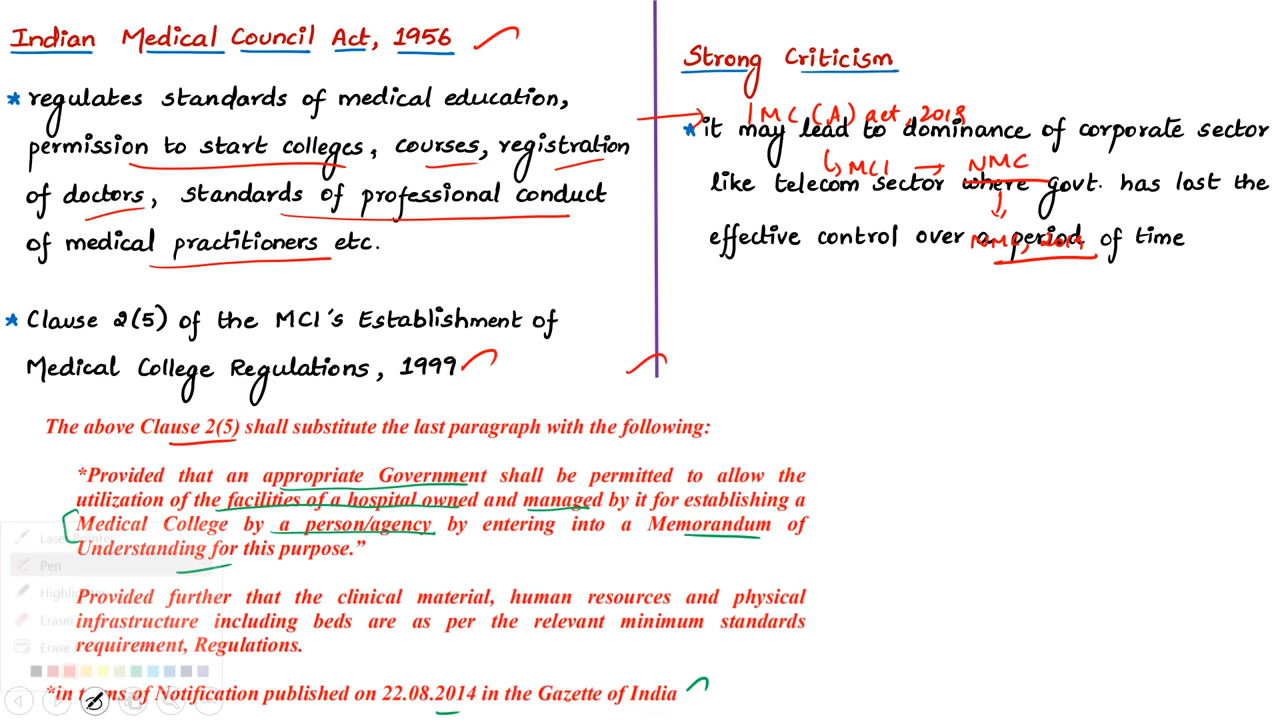 Indian Medical Council Act, 1956
* regulates standards of medical education,
permission to start colleges, courses, registration
of doctors, standards of professional conduct
of medical practitioners etc.
* Clause 2(5) of the MCI's Establishment of
Medical College Regulations, 1999
The above Clause 2(5) shall substitute the last paragraph with the following:
*Provided that an appropriate Government shall be permitted to allow the
utilization of the facilities of a hospital owned and managed by it for establishing a
Medical College by a person/agency by entering into a Memorandum of
Understanding for this purpose.”
Provided further that the clinical material, human resources and physical
infrastructure including beds are as per the relevant minimum standards
requirement, Regulations.
*in terms of Notification published on 22.08.2014 in the Gazette of India
Strong Criticism
IMC (A) act,
* it may lead to dominance of corporate sector
MCI → NMC
like telecom sector where govt. has lost the
effective control over a period of time
Laser Pointer
Pen
Highlighter
Eraser
Erase